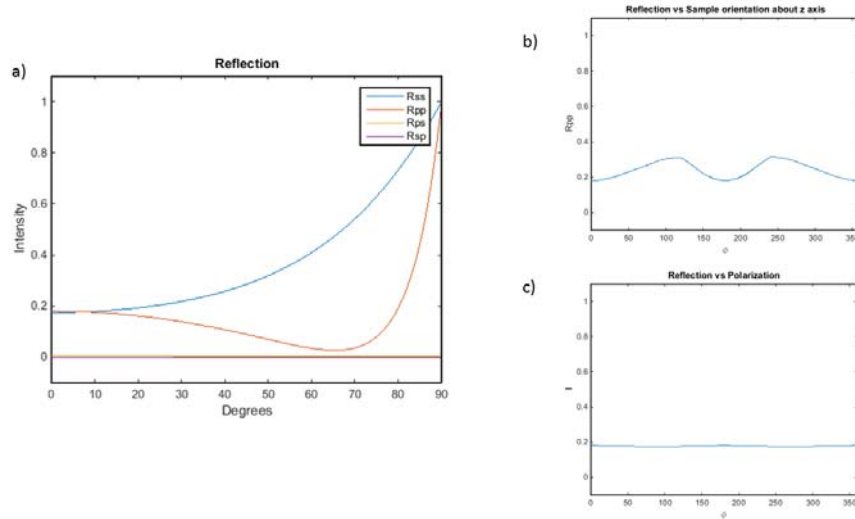 a)
Reflection
Rss
Rpp
Rps
Rsp
1
0.8
0.6
0.4
0.2
0
Intensity
0 10 20 30 40 50 60 70 80 90
Degrees
b)
Reflection vs Sample orientation about z axis
1
0.8
0.6
0.4
0.2
0
Rpp
0 50 100 150 200 250 300 350
c)
Reflection vs Polarization
1
0.8
0.6
0.4
0.2
0
I
0 50 100 150 200 250 300 350